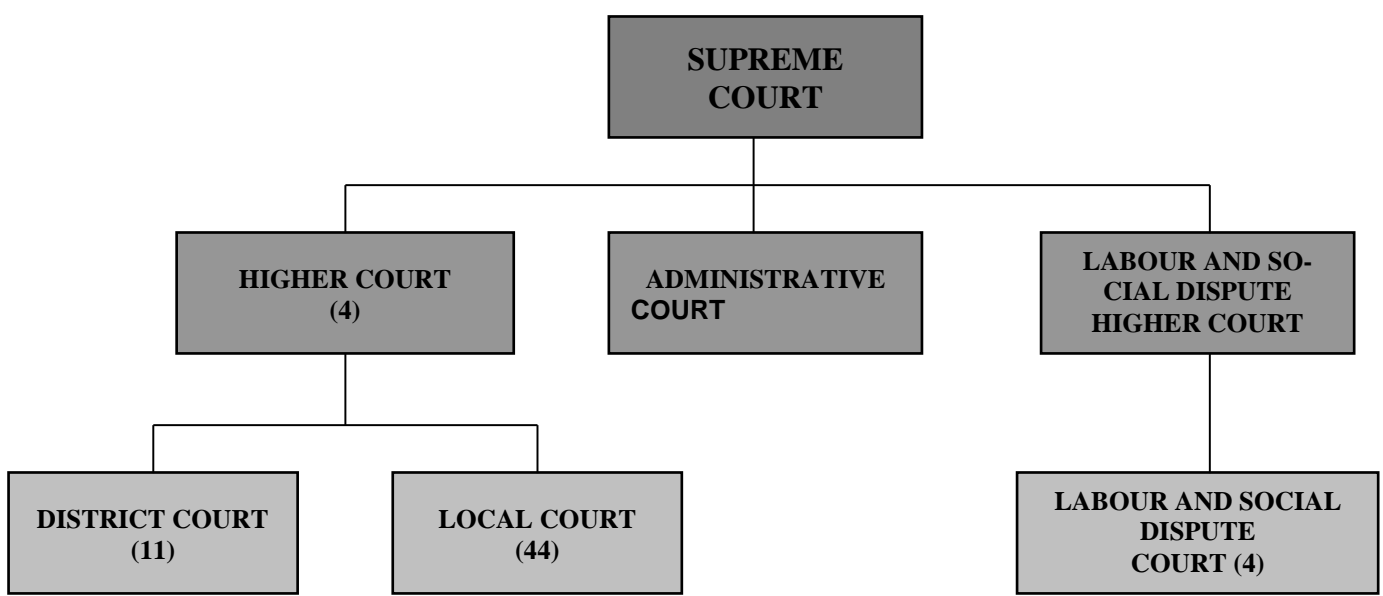 SUPREME
COURT
HIGHER COURT
(4)
ADMINISTRATIVE
COURT
LABOUR AND SO-
CIAL DISPUTE
HIGHER COURT
DISTRICT COURT
(11)
LOCAL COURT
(44)
LABOUR AND SOCIAL
DISPUTE
COURT (4)